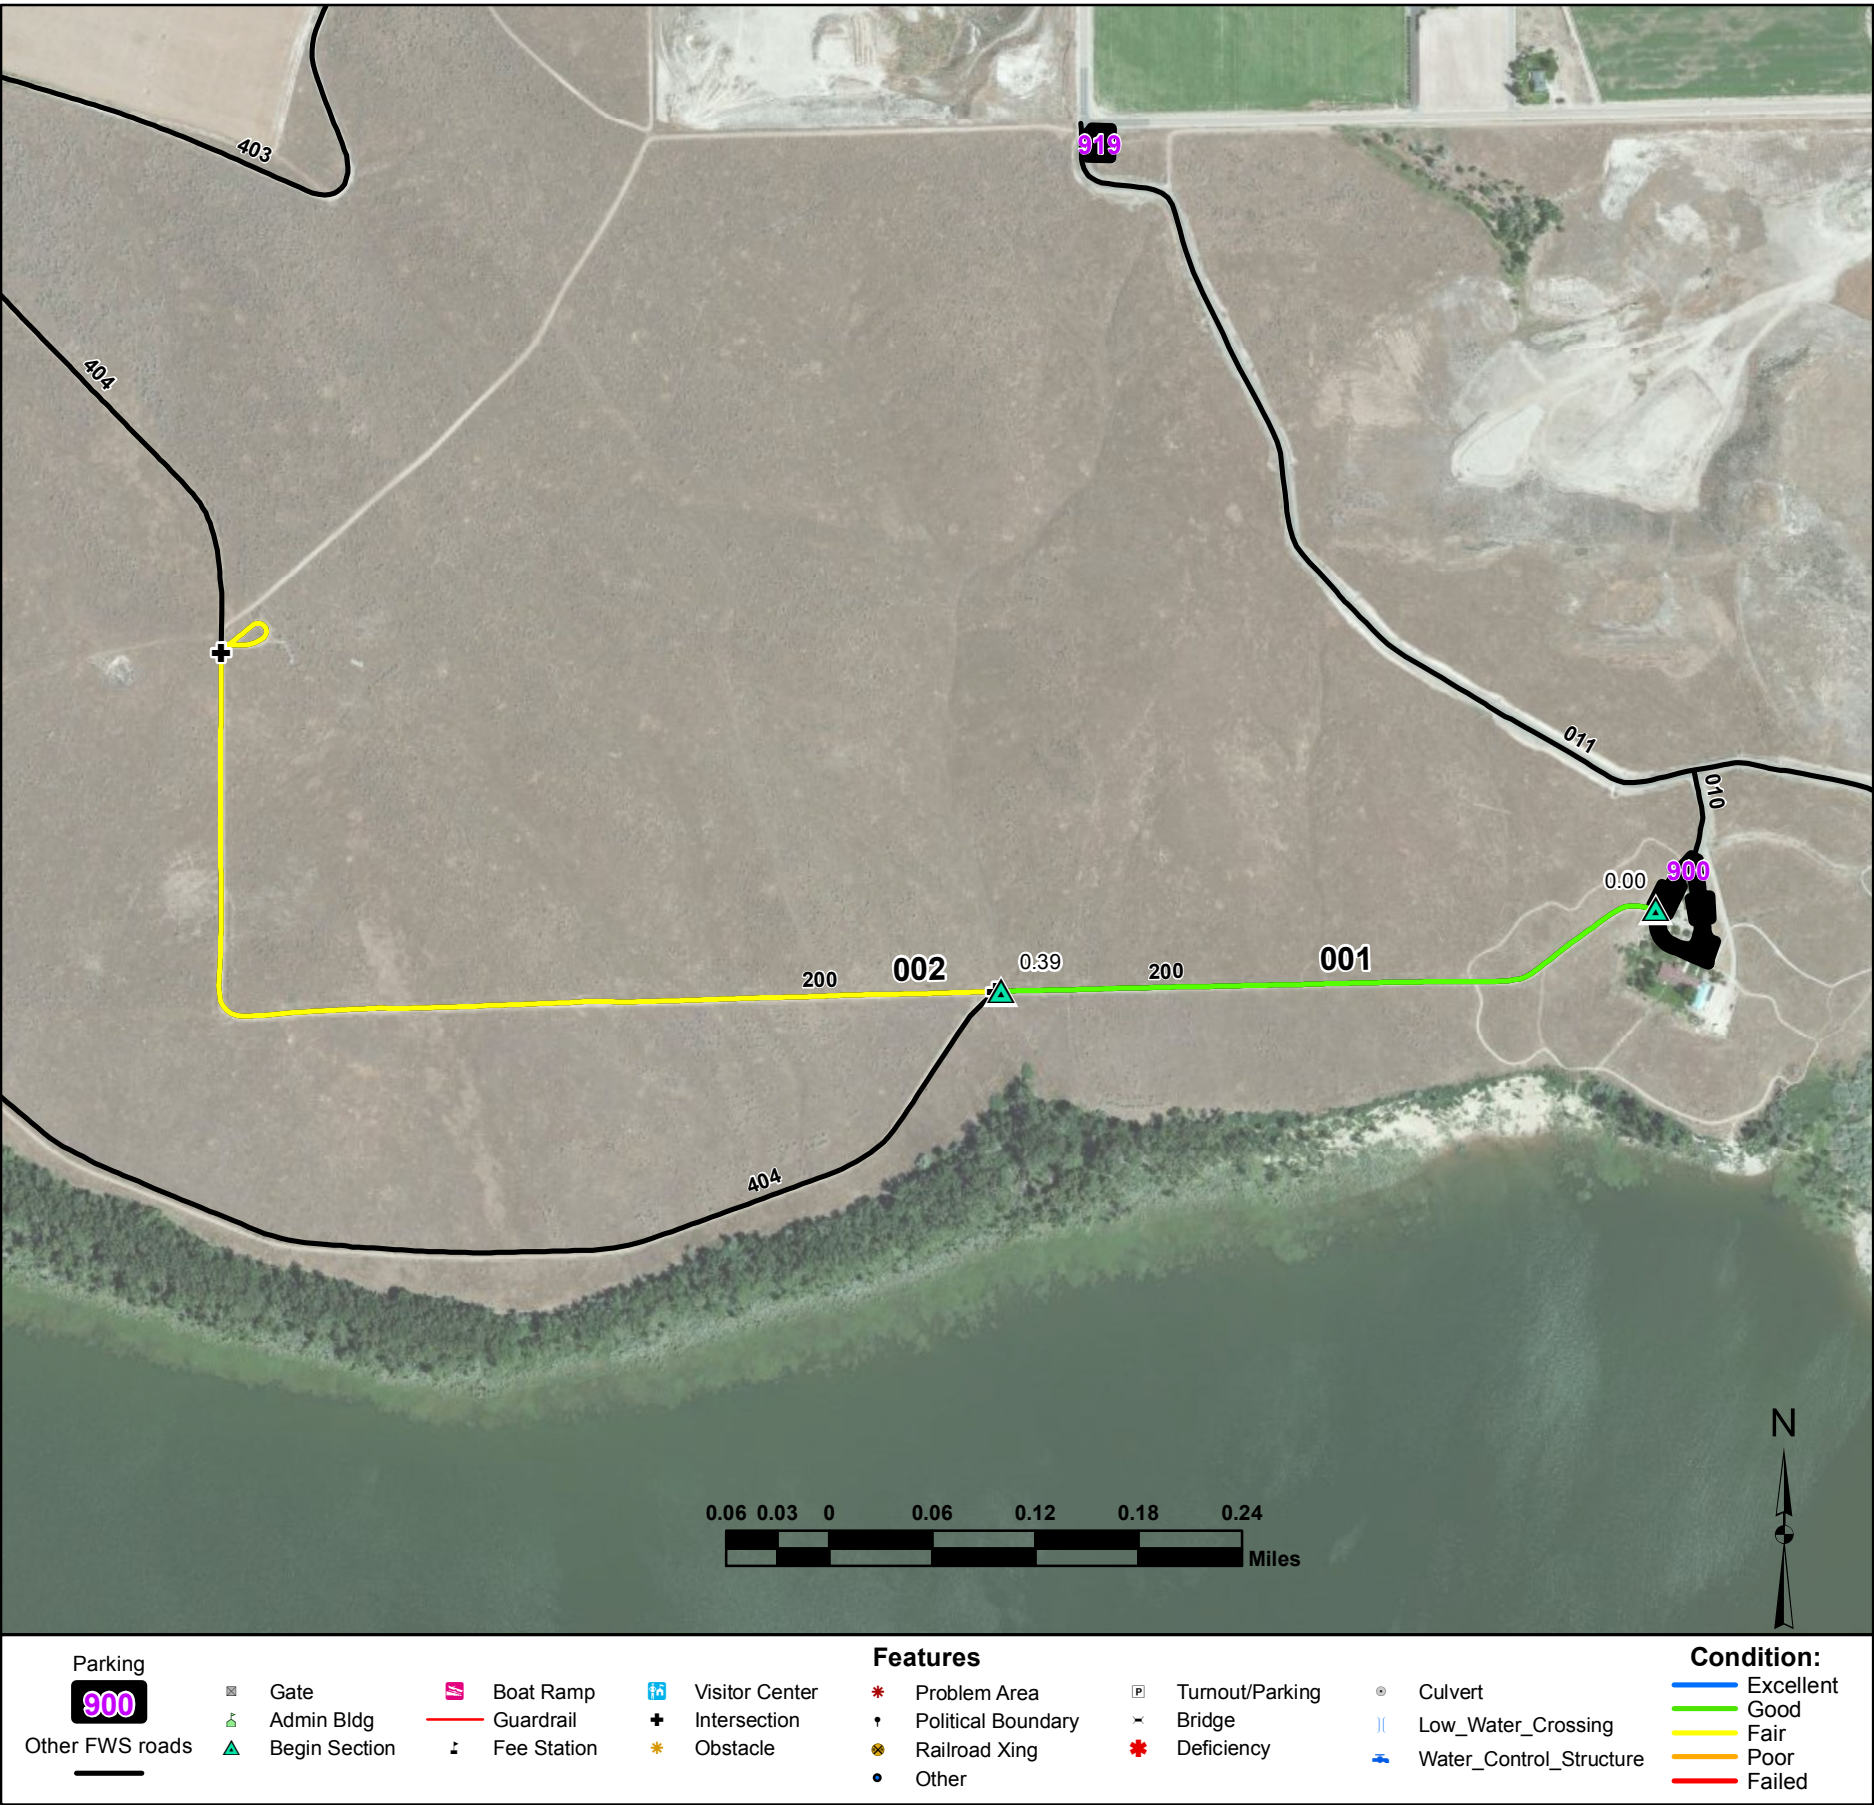 403
919
404
011
010
900
0.00
200
002
0.39
200
001
404
N
0.06 0.03 0 0.06 0.12 0.18 0.24
Miles
Parking
900
Other FWS roads
Gate
Admin Bldg
Begin Section
Boat Ramp
Guardrail
Fee Station
Visitor Center
Intersection
Obstacle
Features
Problem Area
Political Boundary
Railroad Xing
Other
P Turnout/Parking
Bridge
Deficiency
Culvert
Low_Water_Crossing
Water_Control_Structure
Condition:
Excellent
Good
Fair
Poor
Failed